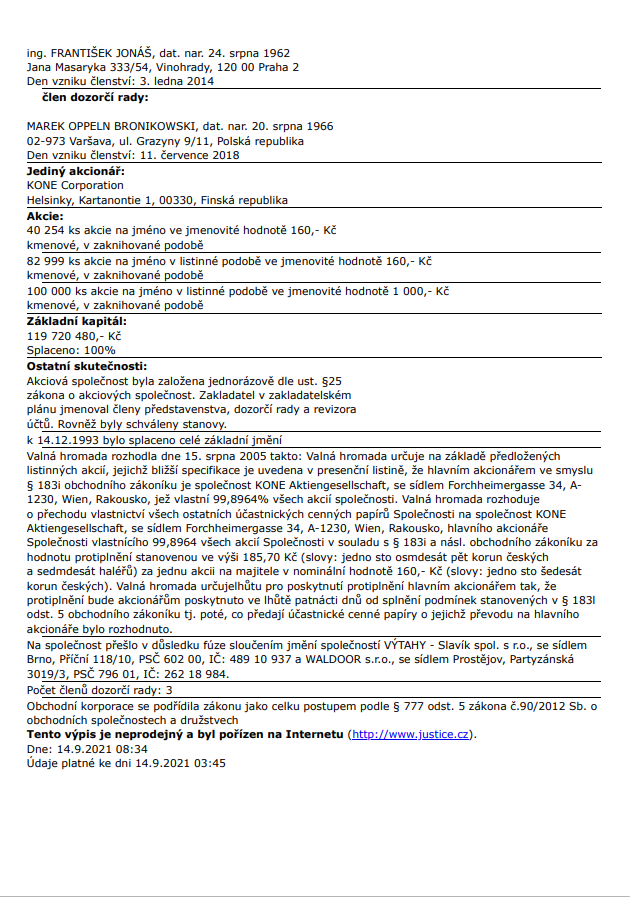 ing. FRANTIŠEK JONÁŠ, dat. nar. 24. srpna 1962
Jana Masaryka 333/54, Vinohrady, 120 00 Praha 2
Den vzniku členství: 3. ledna 2014
člen dozorčí rady:
MAREK OPPELN BRONIKOWSKI, dat. nar. 20. srpna 1966
02-973 Varšava, ul. Grazyny 9/11, Polská republika
Den vzniku členství: 11. července 2018
Jediný akcionář:
KONE Corporation
Helsinky, Kartanontie 1, 00330, Finská republika
Akcie:
40 254 ks akcie na jméno ve jmenovité hodnotě 160,- Kč
kmenové, v zaknihované podobě
82 999 ks akcie na jméno v listinné podobě ve jmenovité hodnotě 160,- Kč
kmenové, v zaknihované podobě
100 000 ks akcie na jméno v listinné podobě ve jmenovité hodnotě 1 000,- Kč
kmenové, v zaknihované podobě
Základní kapitál:
119 720 480,- Kč
Splaceno: 100%
Ostatní skutečnosti:
Akciová společnost byla založena jednorázově dle ust. §25
zákona o akciových společnost. Zakladatel v zakladatelském
plánu jmenoval členy představenstva, dozorčí rady a revizora
účtů. Rovněž byly schváleny stanovy.
k 14.12.1993 bylo splaceno celé základní jmění
Valná hromada rozhodla dne 15. srpna 2005 takto: Valná hromada určuje na základě předložených
listinných akcií, jejichž bližší specifikace je uvedena v presenční listině, že hlavním akcionářem ve smyslu
§ 183i obchodního zákoníku je společnost KONE Aktiengesellschaft, se sídlem Forchheimergasse 34, A-
1230, Wien, Rakousko, jež vlastní 99,8964% všech akcií společnosti. Valná hromada rozhoduje
o přechodu vlastnictví všech ostatních účastnických cenných papírů Společnosti na společnost KONE
Aktiengesellschaft, se sídlem Forchheimergasse 34, A-1230, Wien, Rakousko, hlavního akcionáře
Společnosti vlastnícího 99,8964 všech akcií Společnosti v souladu s § 183i a násl. obchodního zákoníku za
hodnotu protiplnění stanovenou ve výši 185,70 Kč (slovy: jedno sto osmdesát pět korun českých
a sedmdesát haléřů) za jednu akcii na majitele v nominální hodnotě 160,- Kč (slovy: jedno sto šedesát
korun českých). Valná hromada určujelhůtu pro poskytnutí protiplnění hlavním akcionářem tak, že
protiplnění bude akcionářům poskytnuto ve lhůtě patnácti dnů od splnění podmínek stanovených v § 183l
odst. 5 obchodního zákoníku tj. poté, co předají účastnické cenné papíry o jejichž převodu na hlavního
akcionáře bylo rozhodnuto.
Na společnost přešlo v důsledku fúze sloučením jmění společností VÝTAHY - Slavík spol. s r.o., se sídlem
Brno, Příční 118/10, PSČ 602 00, IČ: 489 10 937 a WALDOOR s.r.o., se sídlem Prostějov, Partyzánská
3019/3, PSČ 796 01, IČ: 262 18 984.
Počet členů dozorčí rady: 3
Obchodní korporace se podřídila zákonu jako celku postupem podle § 777 odst. 5 zákona č.90/2012 Sb. o
obchodních společnostech a družstvech
Tento výpis je neprodejný a byl pořízen na Internetu (http://www.justice.cz).
Dne: 14.9.2021 08:34
Údaje platné ke dni 14.9.2021 03:45